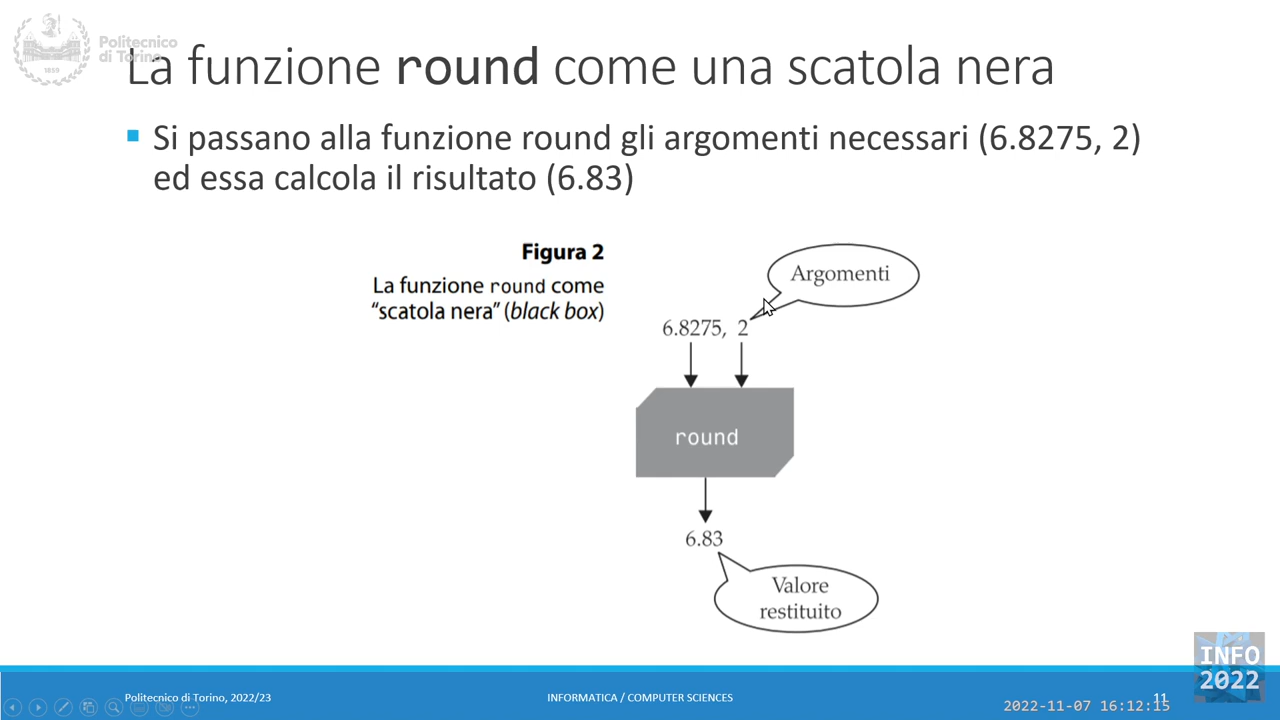 Politecnico
di Torino
1859
La funzione round come una scatola nera
Si passano alla funzione round gli argomenti necessari (6.8275, 2)
ed essa calcola il risultato (6.83)
Figura 2
La funzione round come
“scatola nera” (black box)
Argomenti
6.8275, 2
round
6.83
Valore
restituito
INFO
2022
Politecnico di Torino, 2022/23
INFORMATICA / COMPUTER SCIENCES
11
2022-11-07 16:12:15